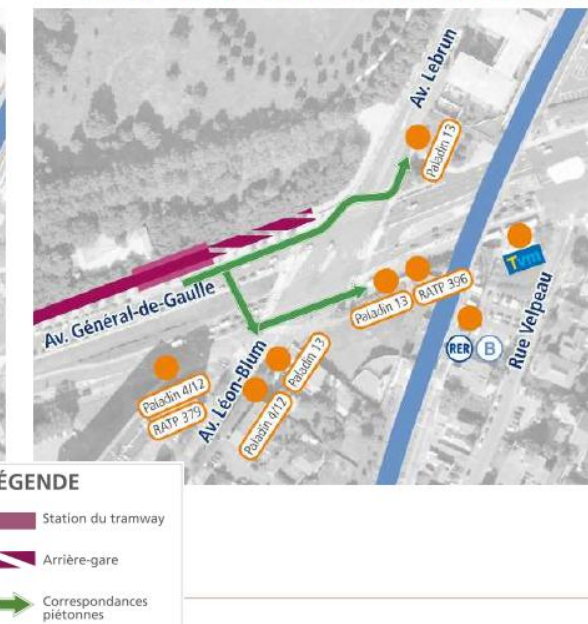 Av. Lebrun
Paladin 13
Tvm
Av. Général-de-Gaulle
Paladin 13
RATP 396
Rue Velpeau
RER B
Paladin 4/12
RATP 379
Av. Léon-Blum
Paladin 13
Paladin 4/12
ÉGENDE
Station du tramway
Arrière-gare
Correspondances
piétonnes